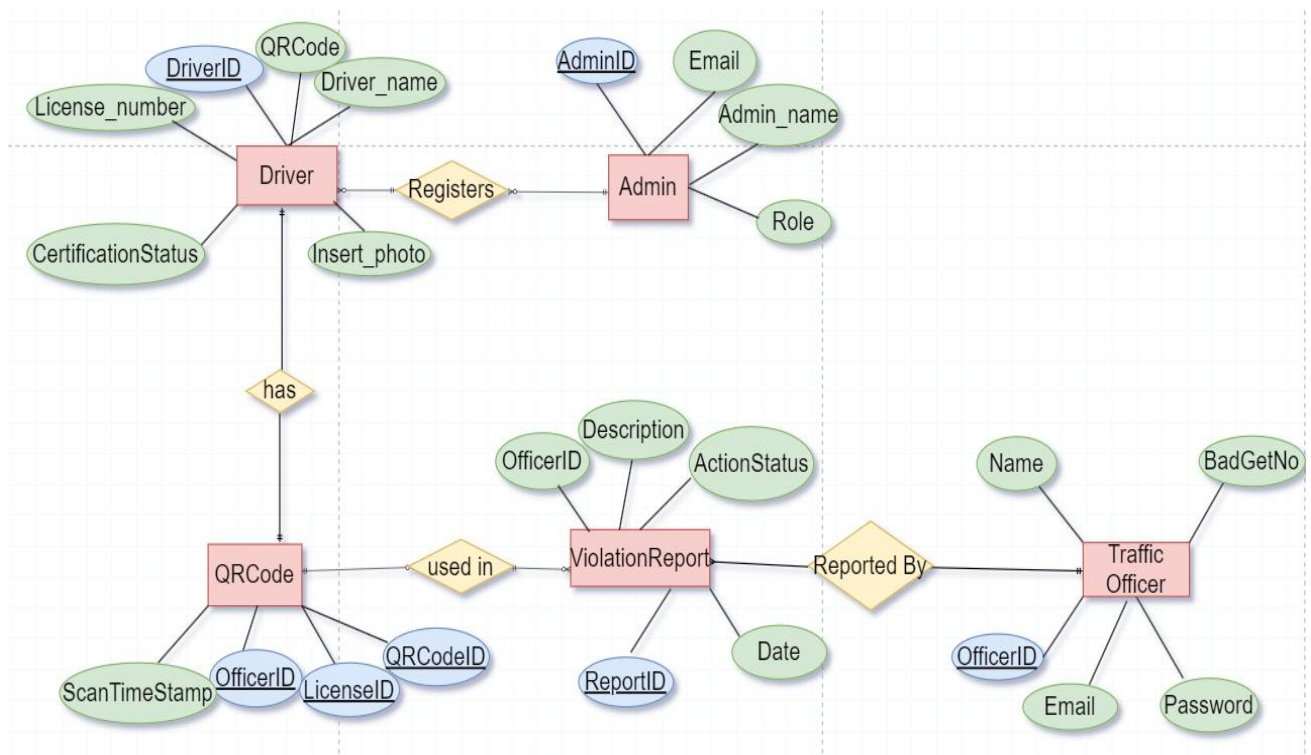 QRCode
DriverID
Driver_name
License_number
Driver
CertificationStatus
Insert_photo
Registers
AdminID
Email
Admin_name
Admin
Role
has
QRCode
ScanTimeStamp
OfficerID
LicenseID
QRCodeID
used in
OfficerID
Description
ActionStatus
ViolationReport
ReportID
Date
Reported By
Name
BadGetNo
Traffic
Officer
OfficerID
Email
Password